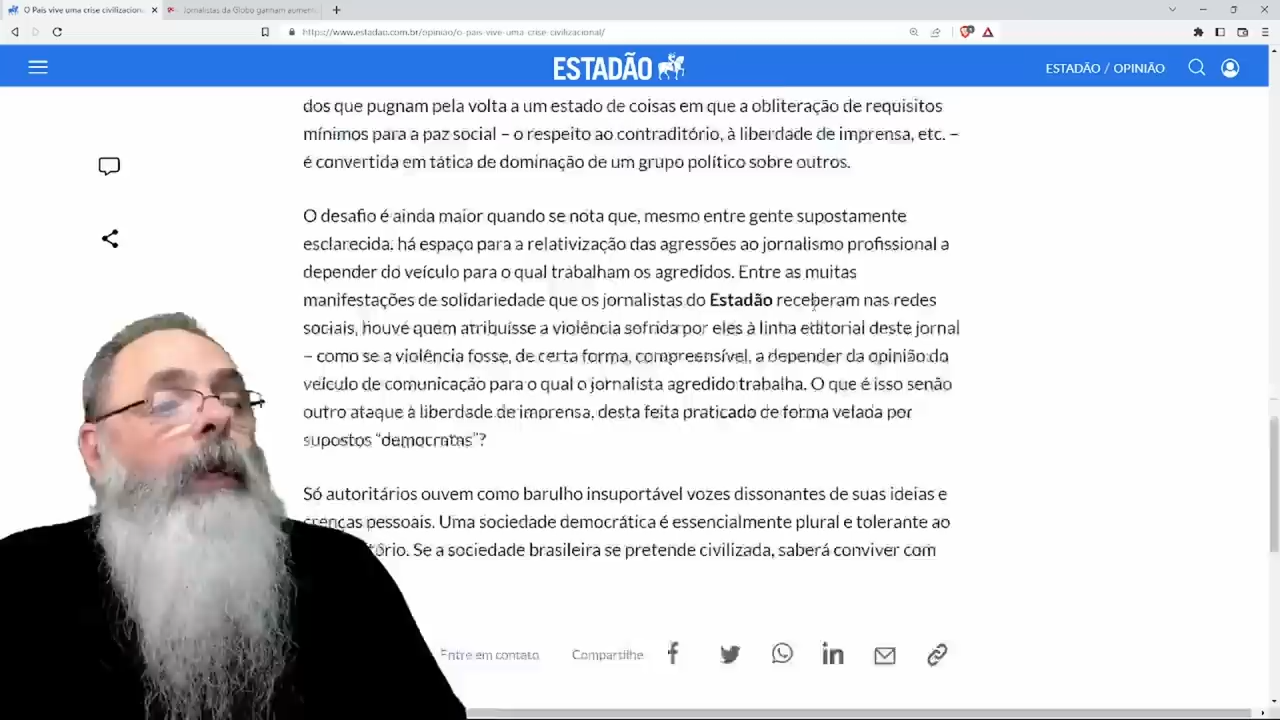 O País vive uma crise civilizacion
Jornalistas da Globo ganham aumen
https://www.estadao.com.br/opiniao/o-pais-vive-uma-crise-civilizacional/
ESTADÃO
ESTADÃO / OPINIÃO
dos que pugnam pela volta a um estado de coisas em que a obliteração de requisitos
mínimos para a paz social – o respeito ao contraditório, à liberdade de imprensa, etc. –
é convertida em tática de dominação de um grupo político sobre outros.
O desafio é ainda maior quando se nota que, mesmo entre gente supostamente
esclarecida, há espaço para a relativização das agressões ao jornalismo profissional a
depender do veículo para o qual trabalham os agredidos. Entre as muitas
manifestações de solidariedade que os jornalistas do Estadão receberam nas redes
sociais, houve quem atribuísse a violência sofrida por eles à linha editorial deste jornal
– como se a violência fosse, de certa forma, compreensível, a depender da opinião do
veículo de comunicação para o qual o jornalista agredido trabalha. O que é isso senão
outro ataque à liberdade de imprensa, desta feita praticado de forma velada por
supostos “democratas”?
Só autoritários ouvem como barulho insuportável vozes dissonantes de suas ideias e
crenças pessoais. Uma sociedade democrática é essencialmente plural e tolerante ao
tório. Se a sociedade brasileira se pretende civilizada, saberá conviver com
Entre em contato
Compartilhe